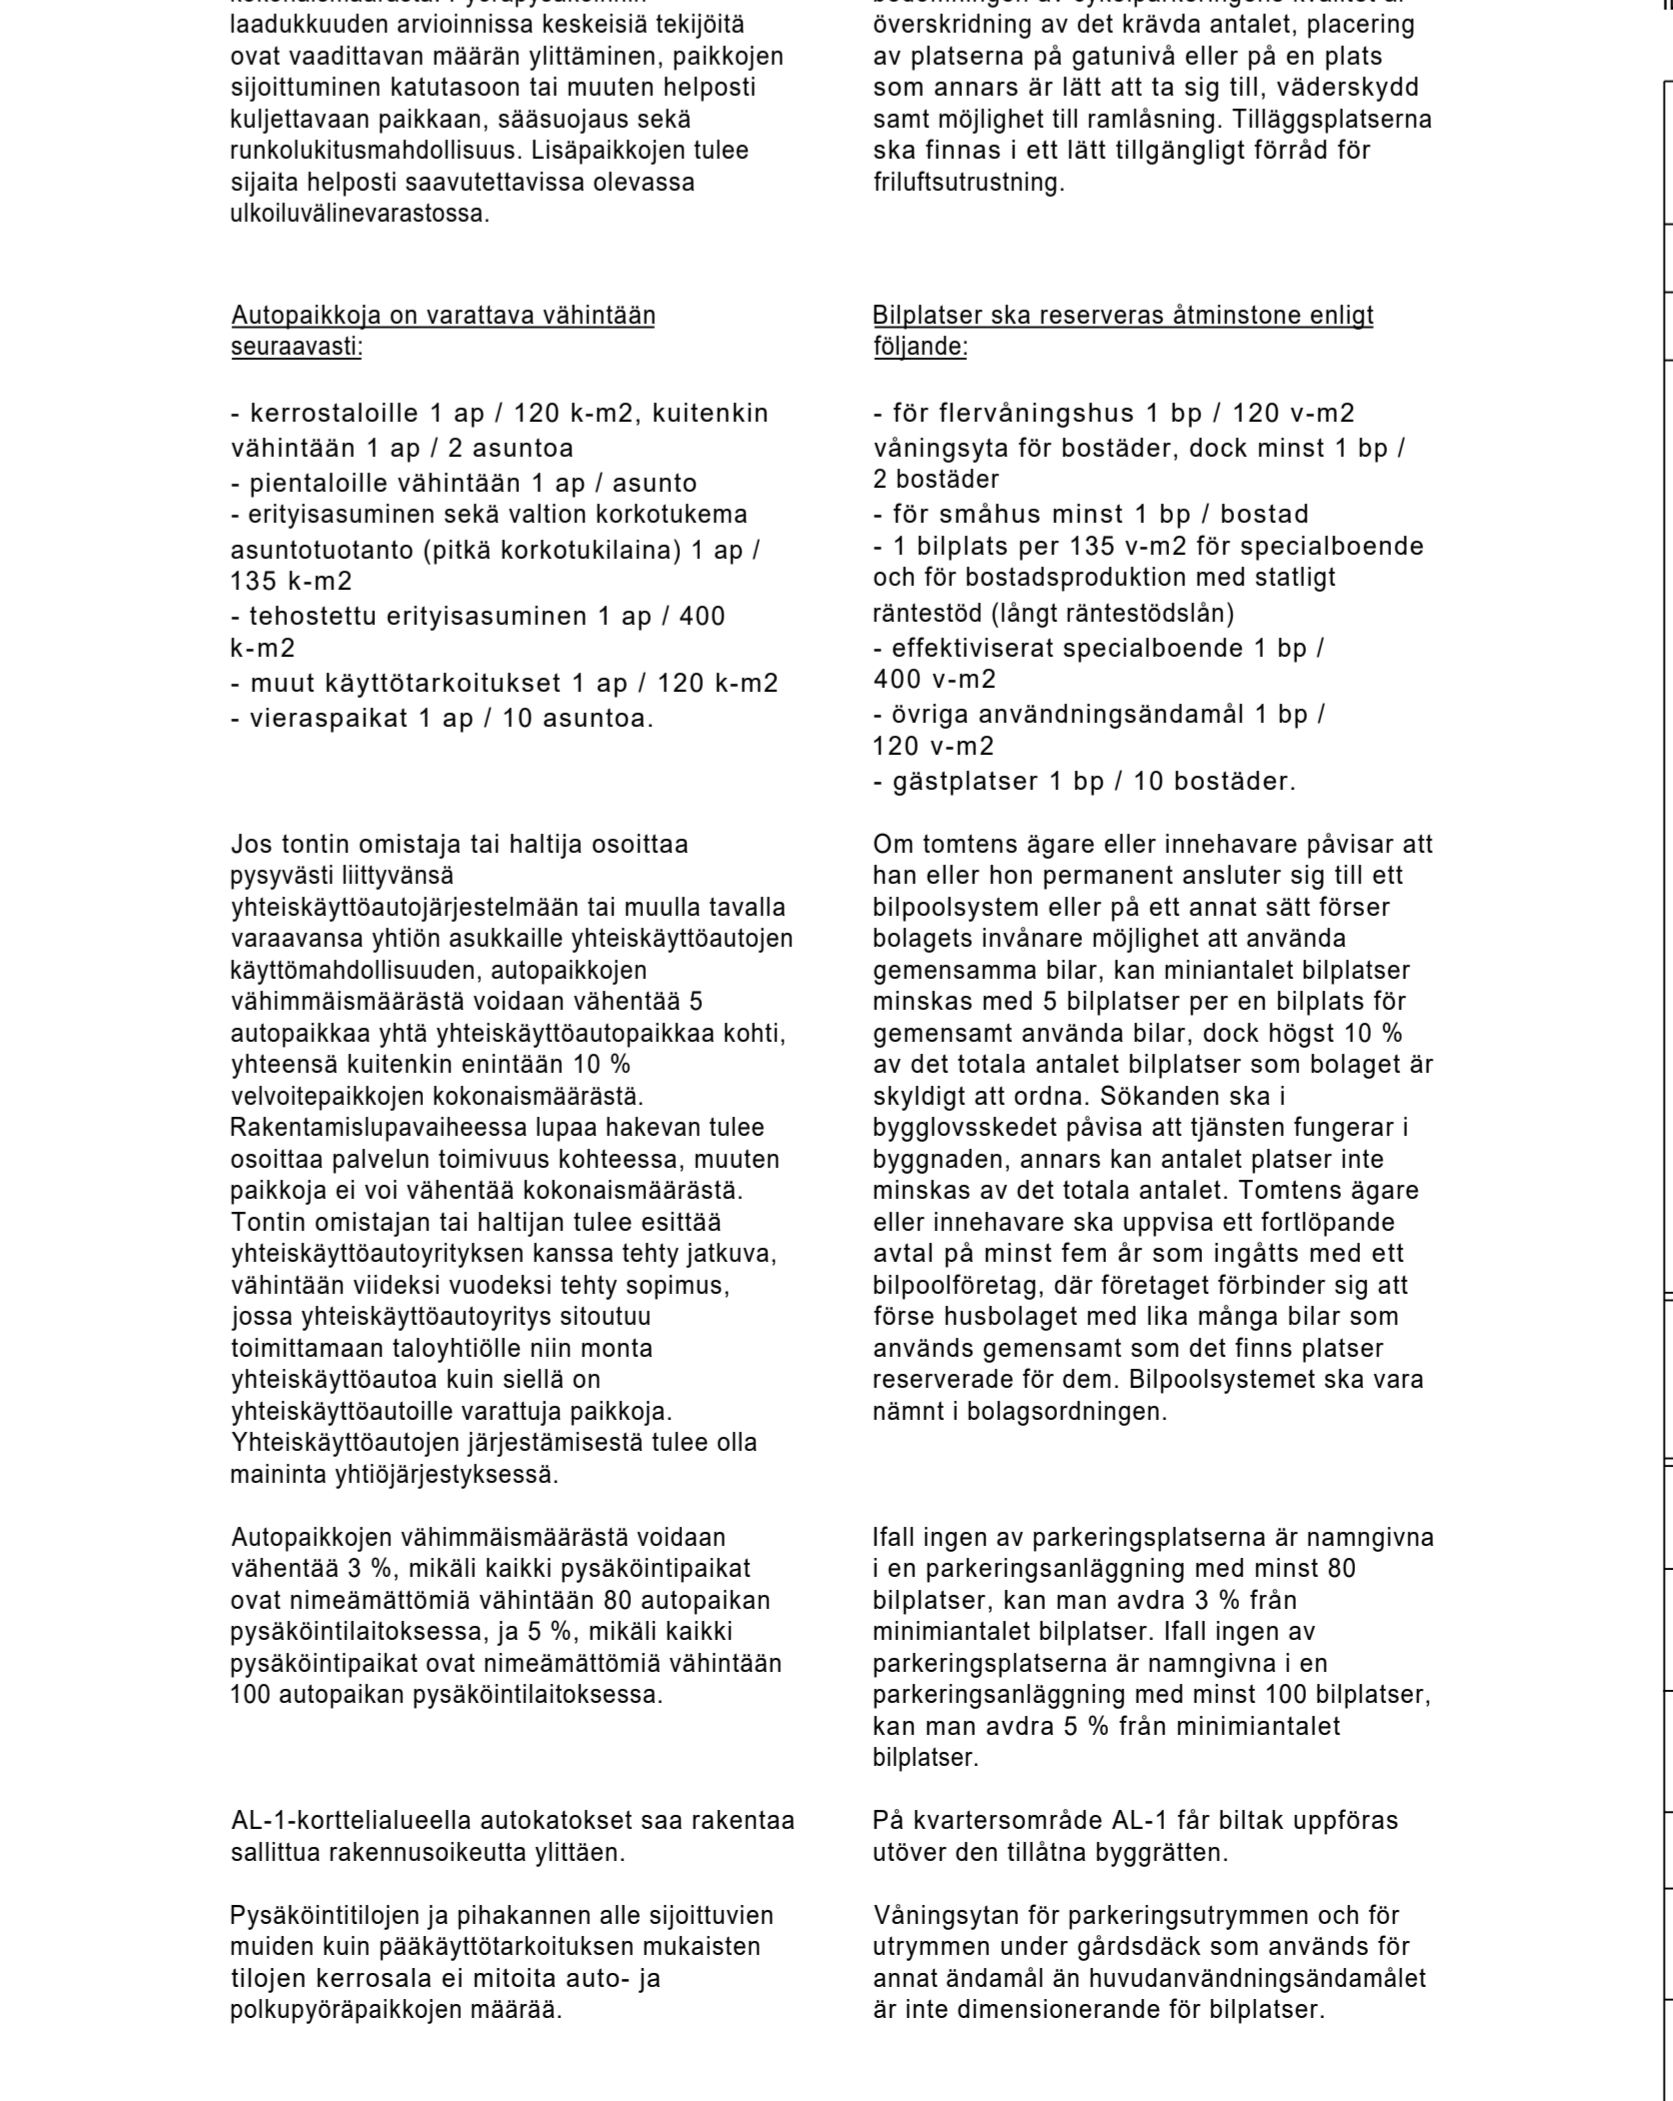 laadukkuuden arvioinnissa keskeisiä tekijöitä
ovat vaadittavan määrän ylittäminen, paikkojen
sijoittuminen katutasoon tai muuten helposti
kuljettavaan paikkaan, sääsuojaus sekä
runkolukitusmahdollisuus. Lisäpaikkojen tulee
sijaita helposti saavutettavissa olevassa
ulkoiluvälinevarastossa.
Autopaikkoja on varattava vähintään
seuraavasti:
- kerrostaloille 1 ap / 120 k-m2, kuitenkin
vähintään 1 ap / 2 asuntoa
- pientaloille vähintään 1 ap / asunto
- erityisasuminen sekä valtion korkotukema
asuntotuotanto (pitkä korkotukilaina) 1 ap /
135 k-m2
- tehostettu erityisasuminen 1 ap / 400
k-m2
- muut käyttötarkoitukset 1 ap / 120 k-m2
- vieraspaikat 1 ap / 10 asuntoa.
Jos tontin omistaja tai haltija osoittaa
pysyvästi liittyvänsä
yhteiskäyttöautojärjestelmään tai muulla tavalla
varaavansa yhtiön asukkaille yhteiskäyttöautojen
käyttömahdollisuuden, autopaikkojen
vähimmäismäärästä voidaan vähentää 5
autopaikkaa yhtä yhteiskäyttöautopaikkaa kohti,
yhteensä kuitenkin enintään 10 %
velvoitepaikkojen kokonaismäärästä.
Rakentamislupavaiheessa lupaa hakevan tulee
osoittaa palvelun toimivuus kohteessa, muuten
paikkoja ei voi vähentää kokonaismäärästä.
Tontin omistajan tai haltijan tulee esittää
yhteiskäyttöautoyrityksen kanssa tehty jatkuva,
vähintään viideksi vuodeksi tehty sopimus,
jossa yhteiskäyttöautoyritys sitoutuu
toimittamaan taloyhtiölle niin monta
yhteiskäyttöautoa kuin siellä on
yhteiskäyttöautoille varattuja paikkoja.
Yhteiskäyttöautojen järjestämisestä tulee olla
maininta yhtiöjärjestyksessä.
Autopaikkojen vähimmäismäärästä voidaan
vähentää 3 %, mikäli kaikki pysäköintipaikat
ovat nimeämättömiä vähintään 80 autopaikan
pysäköintilaitoksessa, ja 5 %, mikäli kaikki
pysäköintipaikat ovat nimeämättömiä vähintään
100 autopaikan pysäköintilaitoksessa.
AL-1-korttelialueella autokatokset saa rakentaa
sallittua rakennusoikeutta ylittäen.
Pysäköintitilojen ja pihakannen alle sijoittuvien
muiden kuin pääkäyttötarkoituksen mukaisten
tilojen kerrosala ei mitoita auto- ja
polkupyöräpaikkojen määrää.
överskridning av det krävda antalet, placering
av platserna på gatunivå eller på en plats
som annars är lätt att ta sig till, väderskydd
samt möjlighet till ramlåsning. Tilläggsplatserna
ska finnas i ett lätt tillgängligt förråd för
friluftsutrustning.
Bilplatser ska reserveras åtminstone enligt
följande:
- för flervåningshus 1 bp / 120 v-m2
våningsyta för bostäder, dock minst 1 bp /
2 bostäder
- för småhus minst 1 bp / bostad
- 1 bilplats per 135 v-m2 för specialboende
och för bostadsproduktion med statligt
räntestöd (långt räntestödslån)
- effektiviserat specialboende 1 bp /
400 v-m2
- övriga användningsändamål 1 bp /
120 v-m2
- gästplatser 1 bp / 10 bostäder.
Om tomtens ägare eller innehavare påvisar att
han eller hon permanent ansluter sig till ett
bilpoolsystem eller på ett annat sätt förser
bolagets invånare möjlighet att använda
gemensamma bilar, kan miniantalet bilplatser
minskas med 5 bilplatser per en bilplats för
gemensamt använda bilar, dock högst 10 %
av det totala antalet bilplatser som bolaget är
skyldigt att ordna. Sökanden ska i
bygglovsskedet påvisa att tjänsten fungerar i
byggnaden, annars kan antalet platser inte
minskas av det totala antalet. Tomtens ägare
eller innehavare ska uppvisa ett fortlöpande
avtal på minst fem år som ingåtts med ett
bilpoolföretag, där företaget förbinder sig att
förse husbolaget med lika många bilar som
används gemensamt som det finns platser
reserverade för dem. Bilpoolsystemet ska vara
nämnt i bolagsordningen.
Ifall ingen av parkeringsplatserna är namngivna
i en parkeringsanläggning med minst 80
bilplatser, kan man avdra 3 % från
minimiantalet bilplatser. Ifall ingen av
parkeringsplatserna är namngivna i en
parkeringsanläggning med minst 100 bilplatser,
kan man avdra 5 % från minimiantalet
bilplatser.
På kvartersområde AL-1 får biltak uppföras
utöver den tillåtna byggrätten.
Våningsytan för parkeringsutrymmen och för
utrymmen under gårdsdäck som används för
annat ändamål än huvudanvändningsändamålet
är inte dimensionerande för bilplatser.